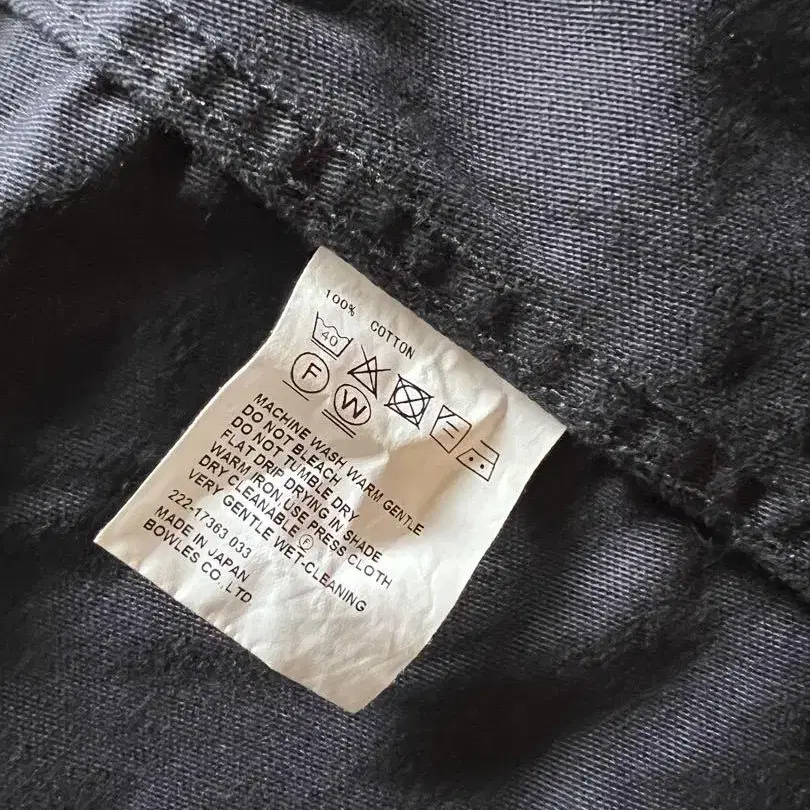 100% COTTON
40
F W
MACHINE WASH WARM GENTLE
DO NOT BLEACH
DO NOT TUMBLE DRY
FLAT DRIP DRYING IN SHADE
WARM IRON USE PRESS CLOTH
DRY CLEANABLE Ⓕ
VERY GENTLE WET-CLEANING
222-17363 033
MADE IN JAPAN
BOWLES CO.,LTD